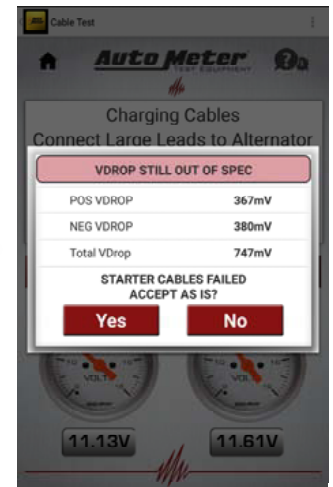 Cable Test
Auto Meter
TEST EQUIPMENT
Charging Cables
Connect Large Leads to Alternator
VDROP STILL OUT OF SPEC
POS VDROP 367mV
NEG VDROP 380mV
Total VDrop 747mV
STARTER CABLES FAILED
ACCEPT AS IS?
Yes No
VOLT VOLT
11.13V 11.61V